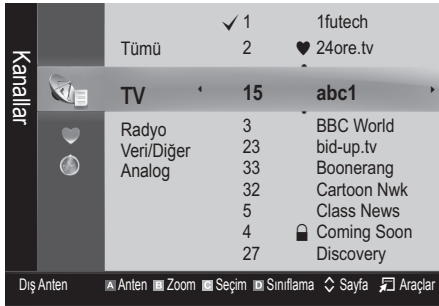 Kanallar
1 1futech
Tümü 2 24ore.tv
TV 15 abc1
Radyo 3 BBC World
Veri/Diğer 23 bid-up.tv
Analog 33 Boonerang
32 Cartoon Nwk
5 Class News
4 Coming Soon
27 Discovery
Dış Anten A Anten B Zoom C Seçim D Sınıflama Sayfa Araçlar